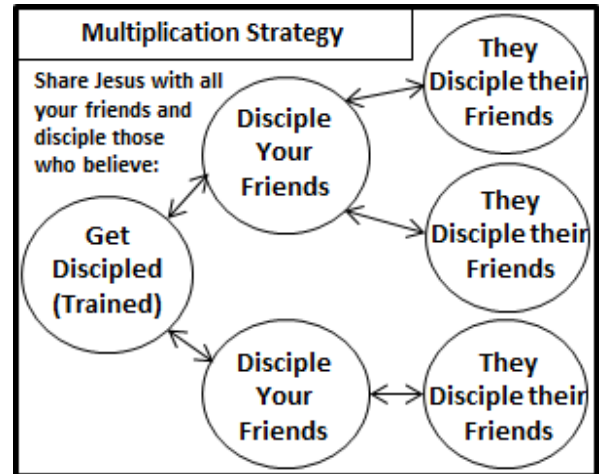 Multiplication Strategy
Share Jesus with all
your friends and
disciple those
who believe:
Get
Discipled
(Trained)
Disciple
Your
Friends
Disciple
Your
Friends
They
Disciple their
Friends
They
Disciple their
Friends
They
Disciple their
Friends